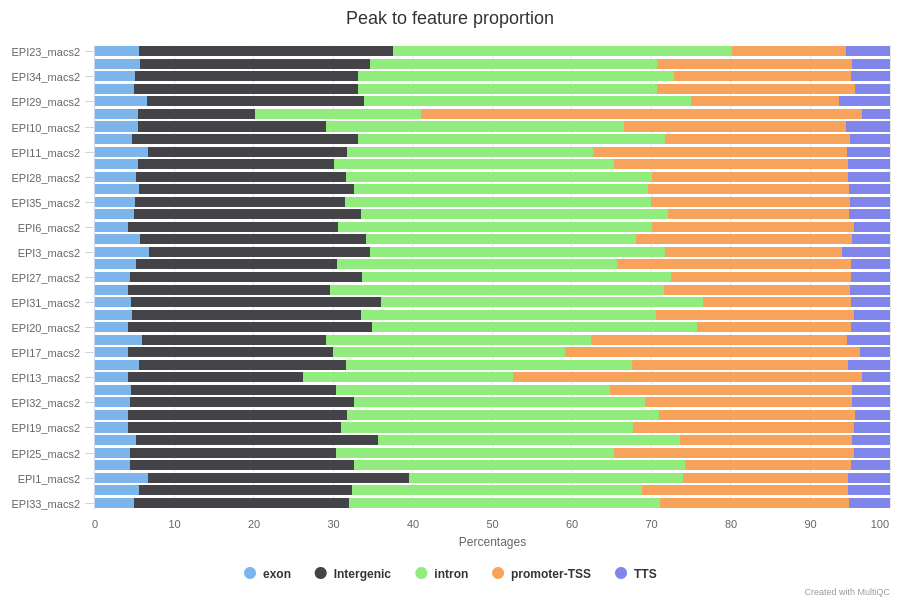 Peak to feature proportion
EPI23_macs2
EPI34_macs2
EPI29_macs2
EPI10_macs2
EPI11_macs2
EPI28_macs2
EPI35_macs2
EPI6_macs2
EPI3_macs2
EPI27_macs2
EPI31_macs2
EPI20_macs2
EPI17_macs2
EPI13_macs2
EPI32_macs2
EPI19_macs2
EPI25_macs2
EPI1_macs2
EPI33_macs2
0 10 20 30 40 50 60 70 80 90 100
Percentages
exon Intergenic intron promoter-TSS TTS
Created with MultiQC